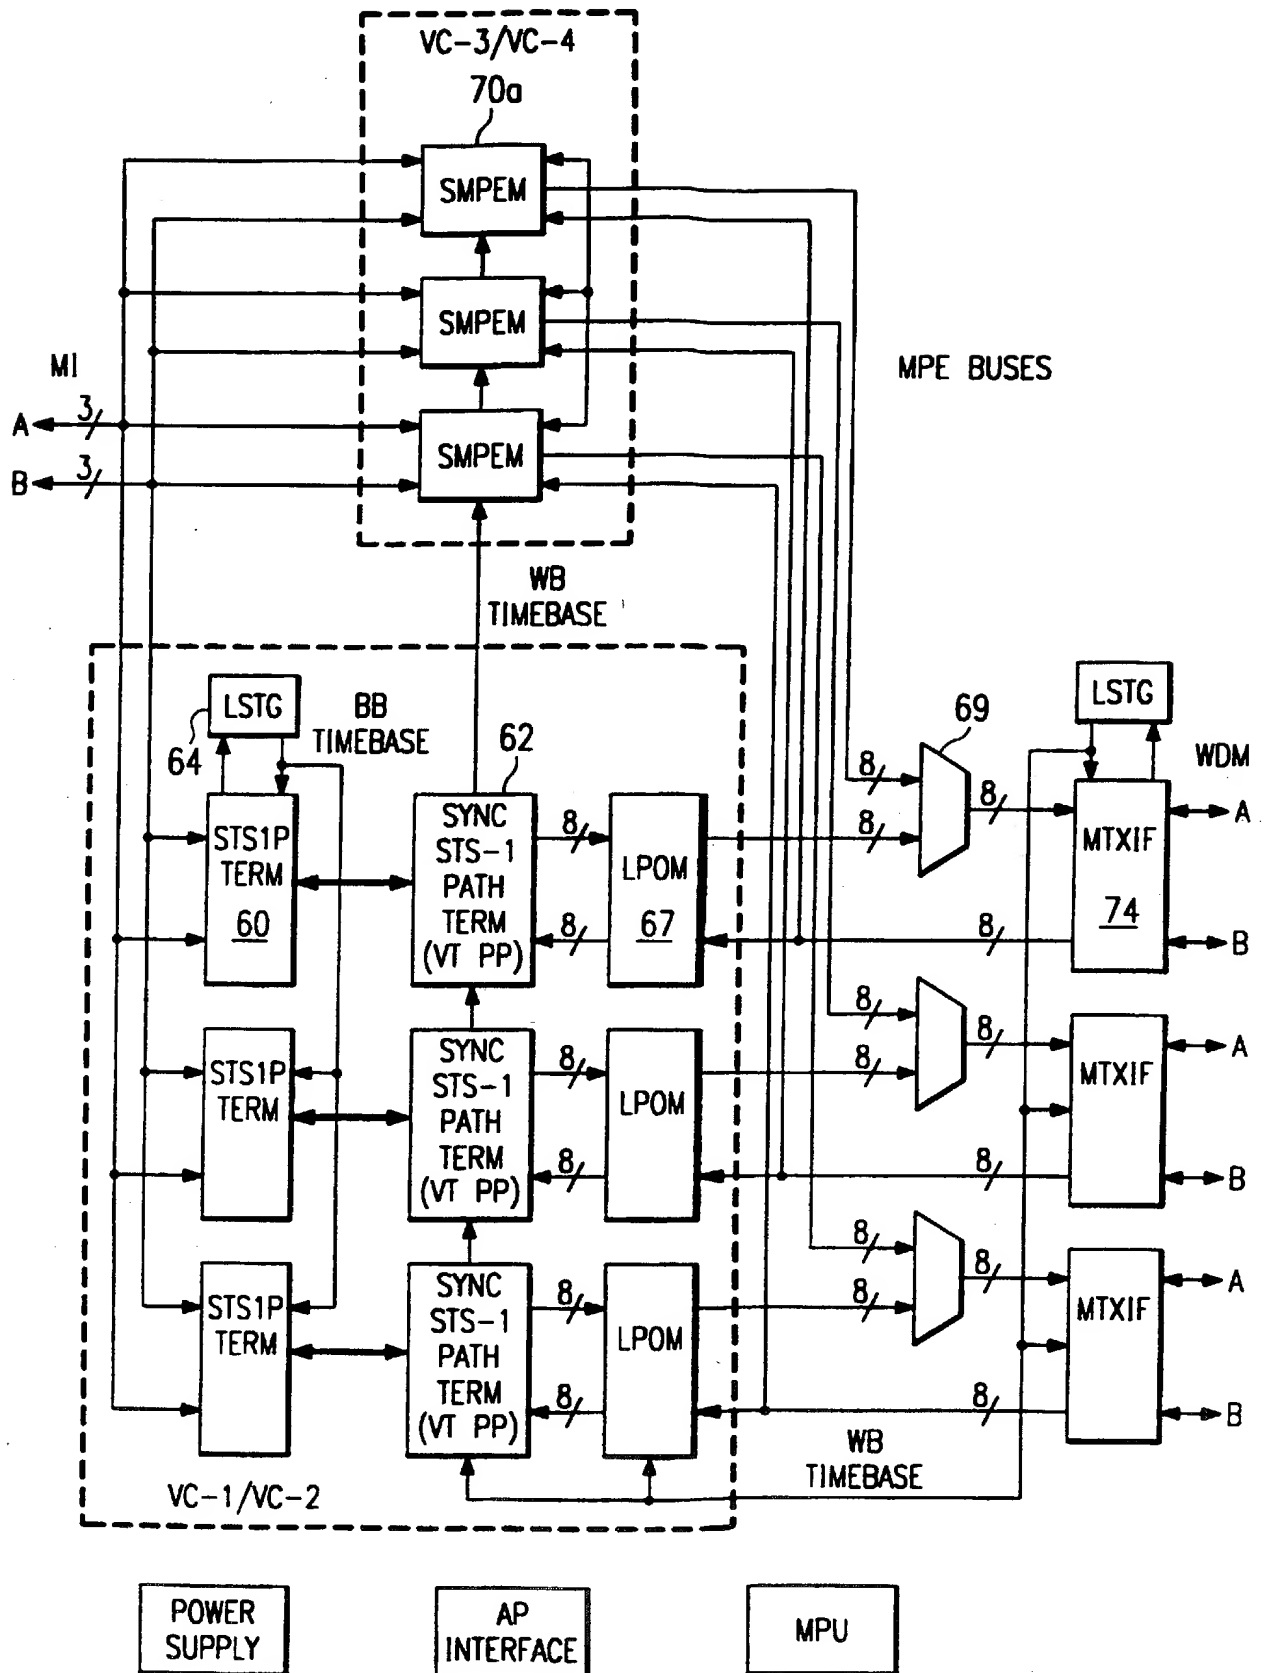 VC-3/VC-4
70a
SMPEM
SMPEM
SMPEM
MI
A
3
B
3
MPE BUSES
WB
TIMEBASE
LSTG
64
BB
TIMEBASE
62
69
LSTG
WDM
STS1P
TERM
60
SYNC
STS-1
PATH
TERM
(VT PP)
8
8
LPOM
67
8
8
8
MTXIF
74
A
B
8
STS1P
TERM
SYNC
STS-1
PATH
TERM
(VT PP)
8
8
LPOM
8
8
8
MTXIF
A
B
8
STS1P
TERM
SYNC
STS-1
PATH
TERM
(VT PP)
8
8
LPOM
8
8
8
MTXIF
A
B
8
WB
TIMEBASE
VC-1/VC-2
POWER
SUPPLY
AP
INTERFACE
MPU